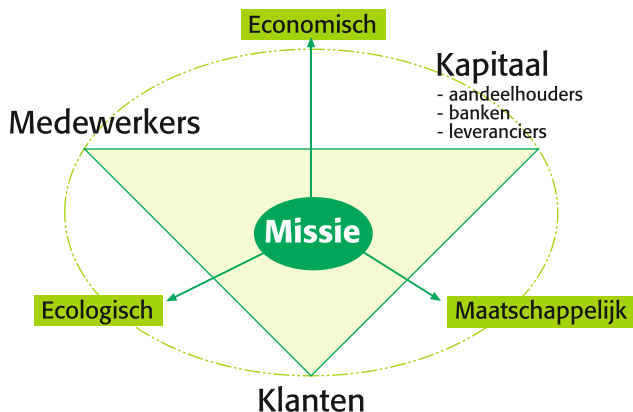 Economisch
Kapitaal
- aandeelhouders
- banken
- leveranciers
Medewerkers
Missie
Ecologisch
Maatschappelijk
Klanten